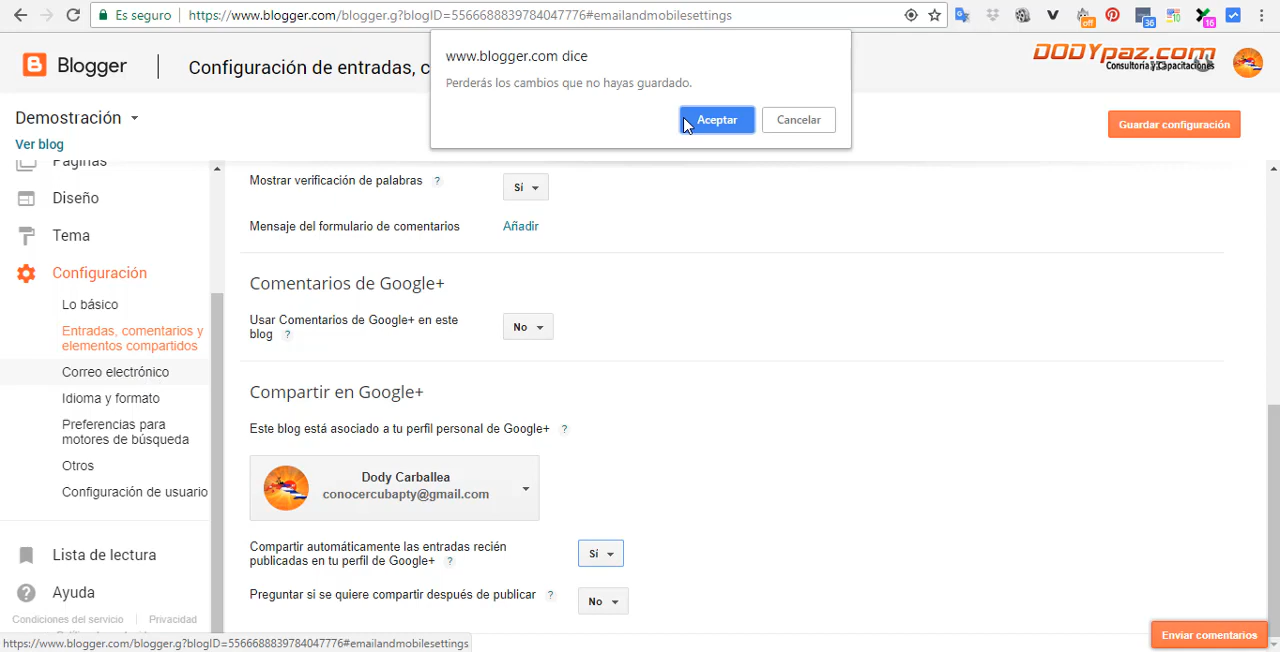 Es seguro
https://www.blogger.com/blogger.g?blogID=5566688839784047776#emailandmobilesettings
off
36
10
16
Blogger
Configuración de entradas, c
DODYpaz.com
Consultoría y Capacitaciones
www.blogger.com dice
Perderás los cambios que no hayas guardado.
Aceptar
Cancelar
Demostración
Ver blog
Guardar configuración
Páginas
Diseño
Tema
Configuración
Lo básico
Entradas, comentarios y
elementos compartidos
Correo electrónico
Idioma y formato
Preferencias para
motores de búsqueda
Otros
Configuración de usuario
Lista de lectura
Ayuda
Condiciones del servicio
Privacidad
https://www.blogger.com/blogger.g?blogID=5566688839784047776#emailandmobilesettings
Mostrar verificación de palabras ?
Sí
Mensaje del formulario de comentarios
Añadir
Comentarios de Google+
Usar Comentarios de Google+ en este
blog ?
No
Compartir en Google+
Este blog está asociado a tu perfil personal de Google+ ?
Dody Carballea
conocercubapty@gmail.com
Compartir automáticamente las entradas recién
publicadas en tu perfil de Google+ ?
Sí
Preguntar si se quiere compartir después de publicar ?
No
Enviar comentarios